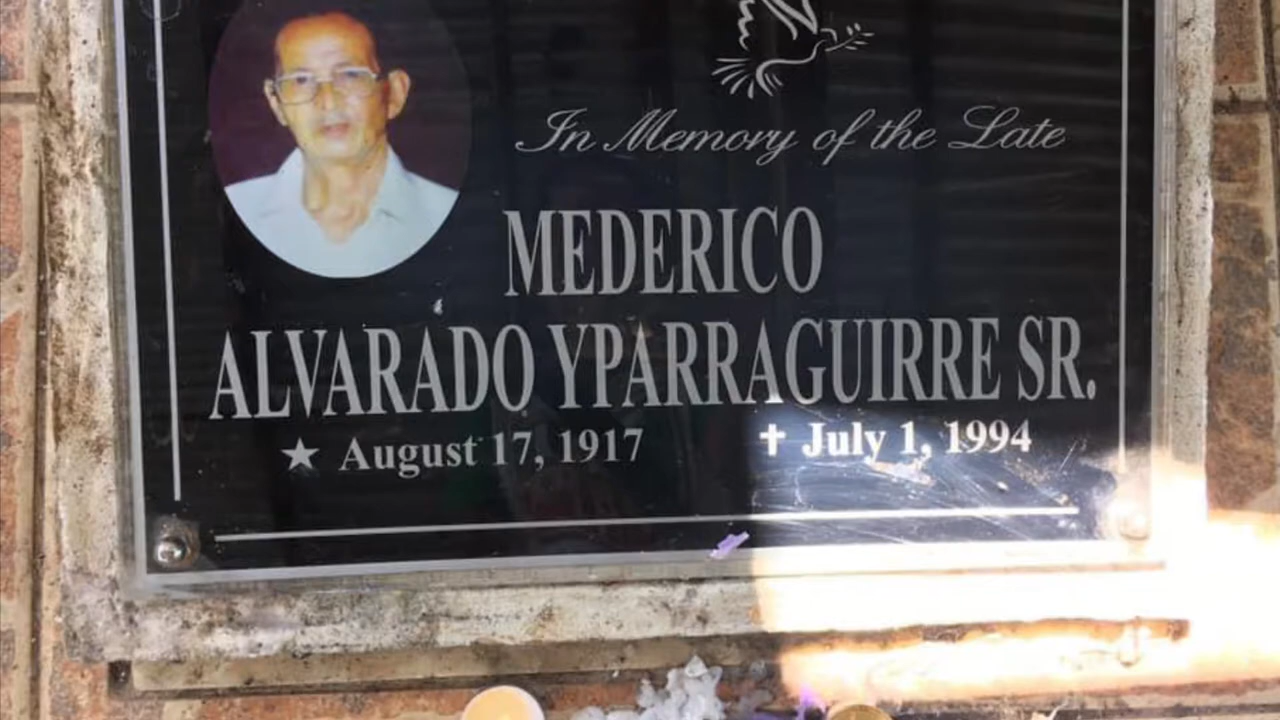 In Memory of the Late
MEDERICO
ALVARADO YPARRAGUIRRE SR.
★ August 17, 1917 ✝ July 1, 1994